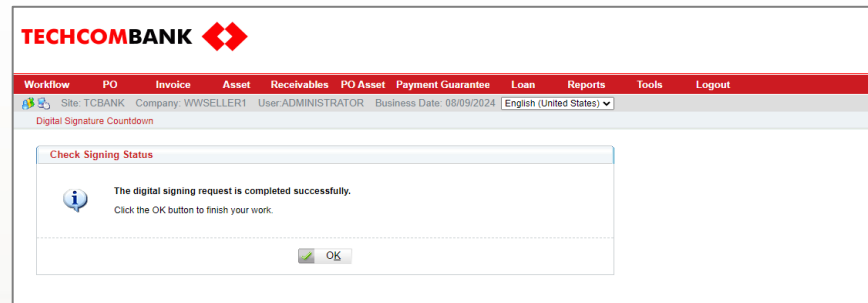 TECHCOMBANK
Workflow PO Invoice Asset Receivables PO Asset Payment Guarantee Loan Reports Tools Logout
Site: TCBANK Company: WWSELLER1 User:ADMINISTRATOR Business Date: 08/09/2024 English (United States)
Digital Signature Countdown
Check Signing Status
The digital signing request is completed successfully.
Click the OK button to finish your work.
OK